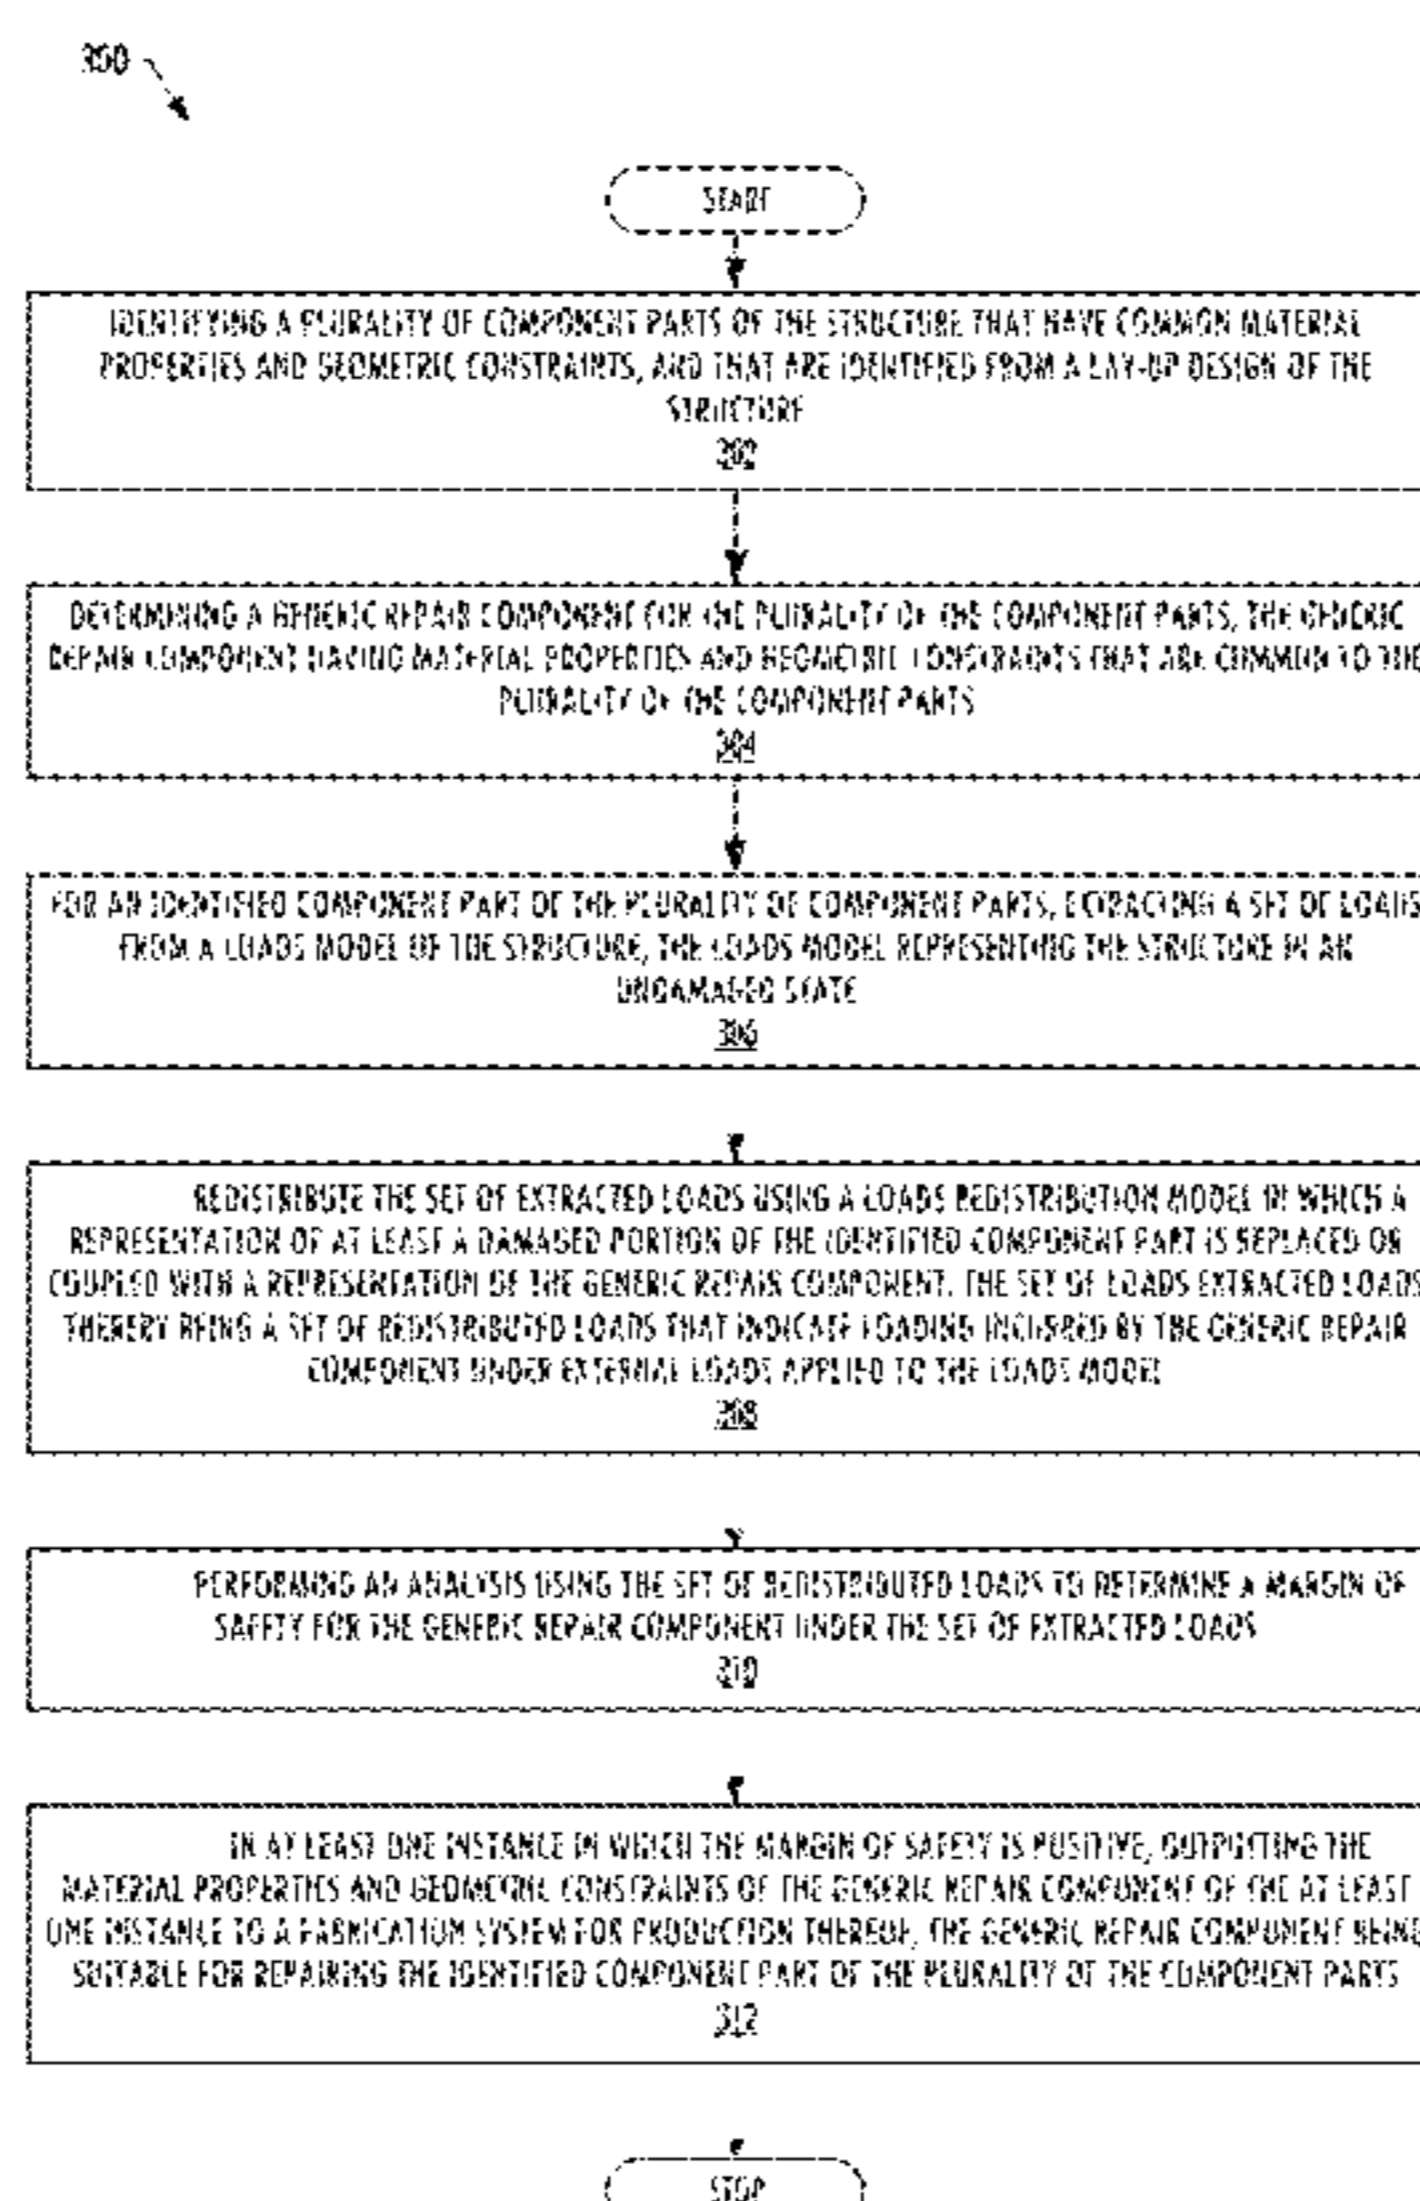 300
START
IDENTIFYING A PLURALITY OF COMPONENT PARTS OF THE STRUCTURE THAT HAVE COMMON MATERIAL
PROPERTIES AND GEOMETRIC CONSTRAINTS, AND THAT ARE IDENTIFIED FROM A LAY-UP DESIGN OF THE
STRUCTURE
302
DETERMINING A GENERIC REPAIR COMPONENT FOR THE PLURALITY OF THE COMPONENT PARTS, THE GENERIC
REPAIR COMPONENT HAVING MATERIAL PROPERTIES AND GEOMETRIC CONSTRAINTS THAT ARE COMMON TO THE
PLURALITY OF THE COMPONENT PARTS
304
FOR AN IDENTIFIED COMPONENT PART OF THE PLURALITY OF COMPONENT PARTS, EXTRACTING A SET OF LOADS
FROM A LOADS MODEL OF THE STRUCTURE, THE LOADS MODEL REPRESENTING THE STRUCTURE IN AN
UNDAMAGED STATE
306
REDISTRIBUTE THE SET OF EXTRACTED LOADS USING A LOADS REDISTRIBUTION MODEL IN WHICH A
REPRESENTATION OF AT LEAST A DAMAGED PORTION OF THE IDENTIFIED COMPONENT PART IS REPLACED OR
COUPLED WITH A REPRESENTATION OF THE GENERIC REPAIR COMPONENT, THE SET OF LOADS EXTRACTED LOADS
THEREBY BEING A SET OF REDISTRIBUTED LOADS THAT INDICATE LOADING INCURRED BY THE GENERIC REPAIR
COMPONENT UNDER EXTERNAL LOADS APPLIED TO THE LOADS MODEL
308
PERFORMING AN ANALYSIS USING THE SET OF REDISTRIBUTED LOADS TO DETERMINE A MARGIN OF
SAFETY FOR THE GENERIC REPAIR COMPONENT UNDER THE SET OF EXTRACTED LOADS
310
IN AT LEAST ONE INSTANCE IN WHICH THE MARGIN OF SAFETY IS POSITIVE, OUTPUTTING THE
MATERIAL PROPERTIES AND GEOMETRIC CONSTRAINTS OF THE GENERIC REPAIR COMPONENT OF THE AT LEAST
ONE INSTANCE TO A FABRICATION SYSTEM FOR PRODUCTION THEREOF, THE GENERIC REPAIR COMPONENT BEING
SUITABLE FOR REPAIRING THE IDENTIFIED COMPONENT PART OF THE PLURALITY OF THE COMPONENT PARTS
312
STOP